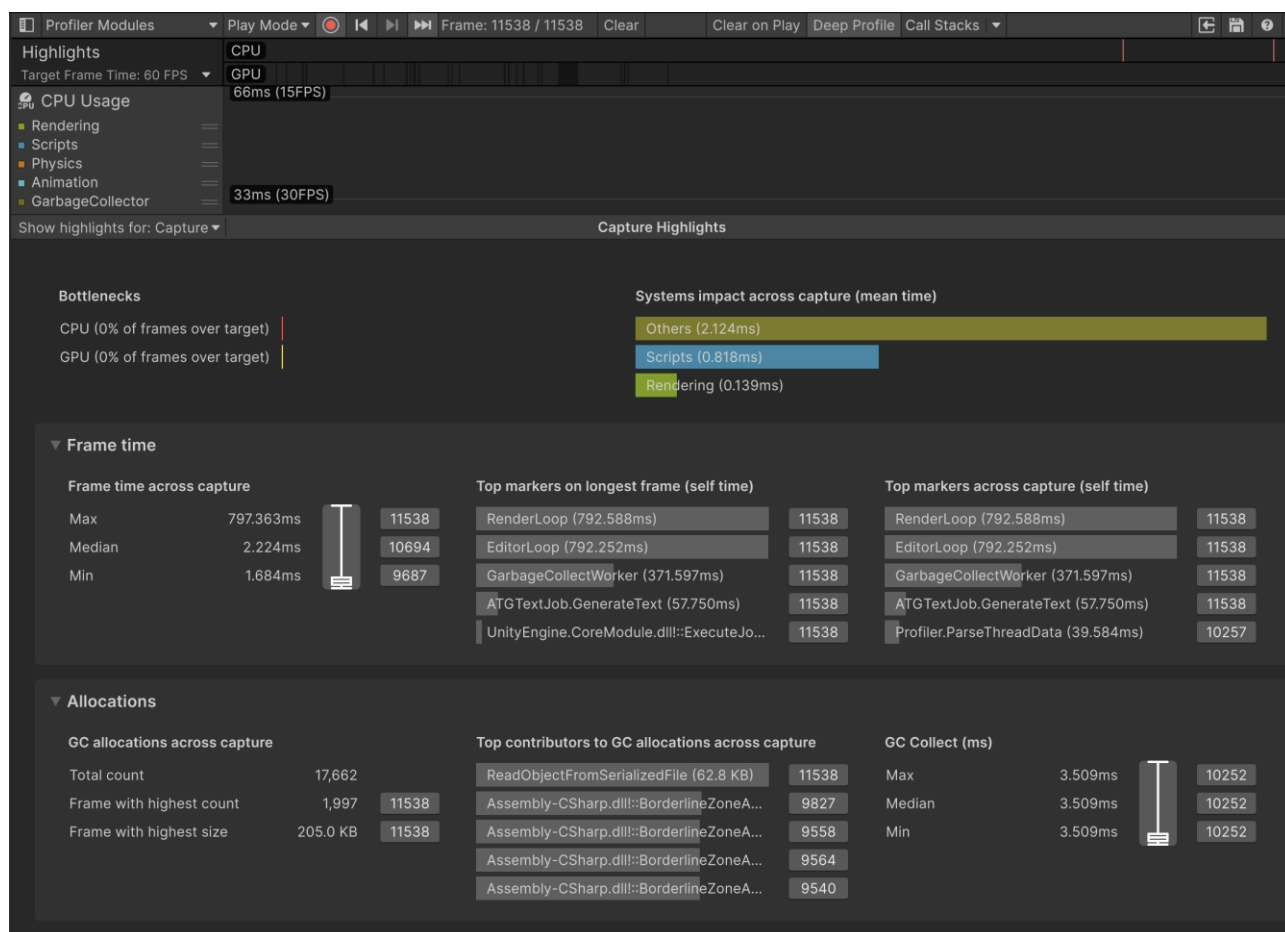 Profiler Modules Play Mode Frame: 11538 / 11538 Clear Clear on Play Deep Profile Call Stacks
Highlights CPU
Target Frame Time: 60 FPS GPU
CPU Usage 66ms (15FPS)
Rendering
Scripts
Physics
Animation
33ms (30FPS)
GarbageCollector
Show highlights for: Capture Capture Highlights
Bottlenecks Systems impact across capture (mean time)
CPU (0% of frames over target) Others (2.124ms)
GPU (0% of frames over target) Scripts (0.818ms)
Rendering (0.139ms)
Frame time
Frame time across capture Top markers on longest frame (self time) Top markers across capture (self time)
Max 797.363ms 11538 RenderLoop (792.588ms) 11538 RenderLoop (792.588ms) 11538
Median 2.224ms 10694 EditorLoop (792.252ms) 11538 EditorLoop (792.252ms) 11538
Min 1.684ms 9687 GarbageCollectWorker (371.597ms) 11538 GarbageCollectWorker (371.597ms) 11538
ATGTextJob.GenerateText (57.750ms) 11538 ATGTextJob.GenerateText (57.750ms) 11538
UnityEngine.CoreModule.dll!::ExecuteJo... 11538 Profiler.ParseThreadData (39.584ms) 10257
Allocations
GC allocations across capture Top contributors to GC allocations across capture GC Collect (ms)
Total count 17,662 ReadObjectFromSerializedFile (62.8 KB) 11538 Max 3.509ms 10252
Frame with highest count 1,997 11538 Assembly-CSharp.dll!::BorderlineZoneA... 9827 Median 3.509ms 10252
Frame with highest size 205.0 KB 11538 Assembly-CSharp.dll!::BorderlineZoneA... 9558 Min 3.509ms 10252
Assembly-CSharp.dll!::BorderlineZoneA... 9564
Assembly-CSharp.dll!::BorderlineZoneA... 9540